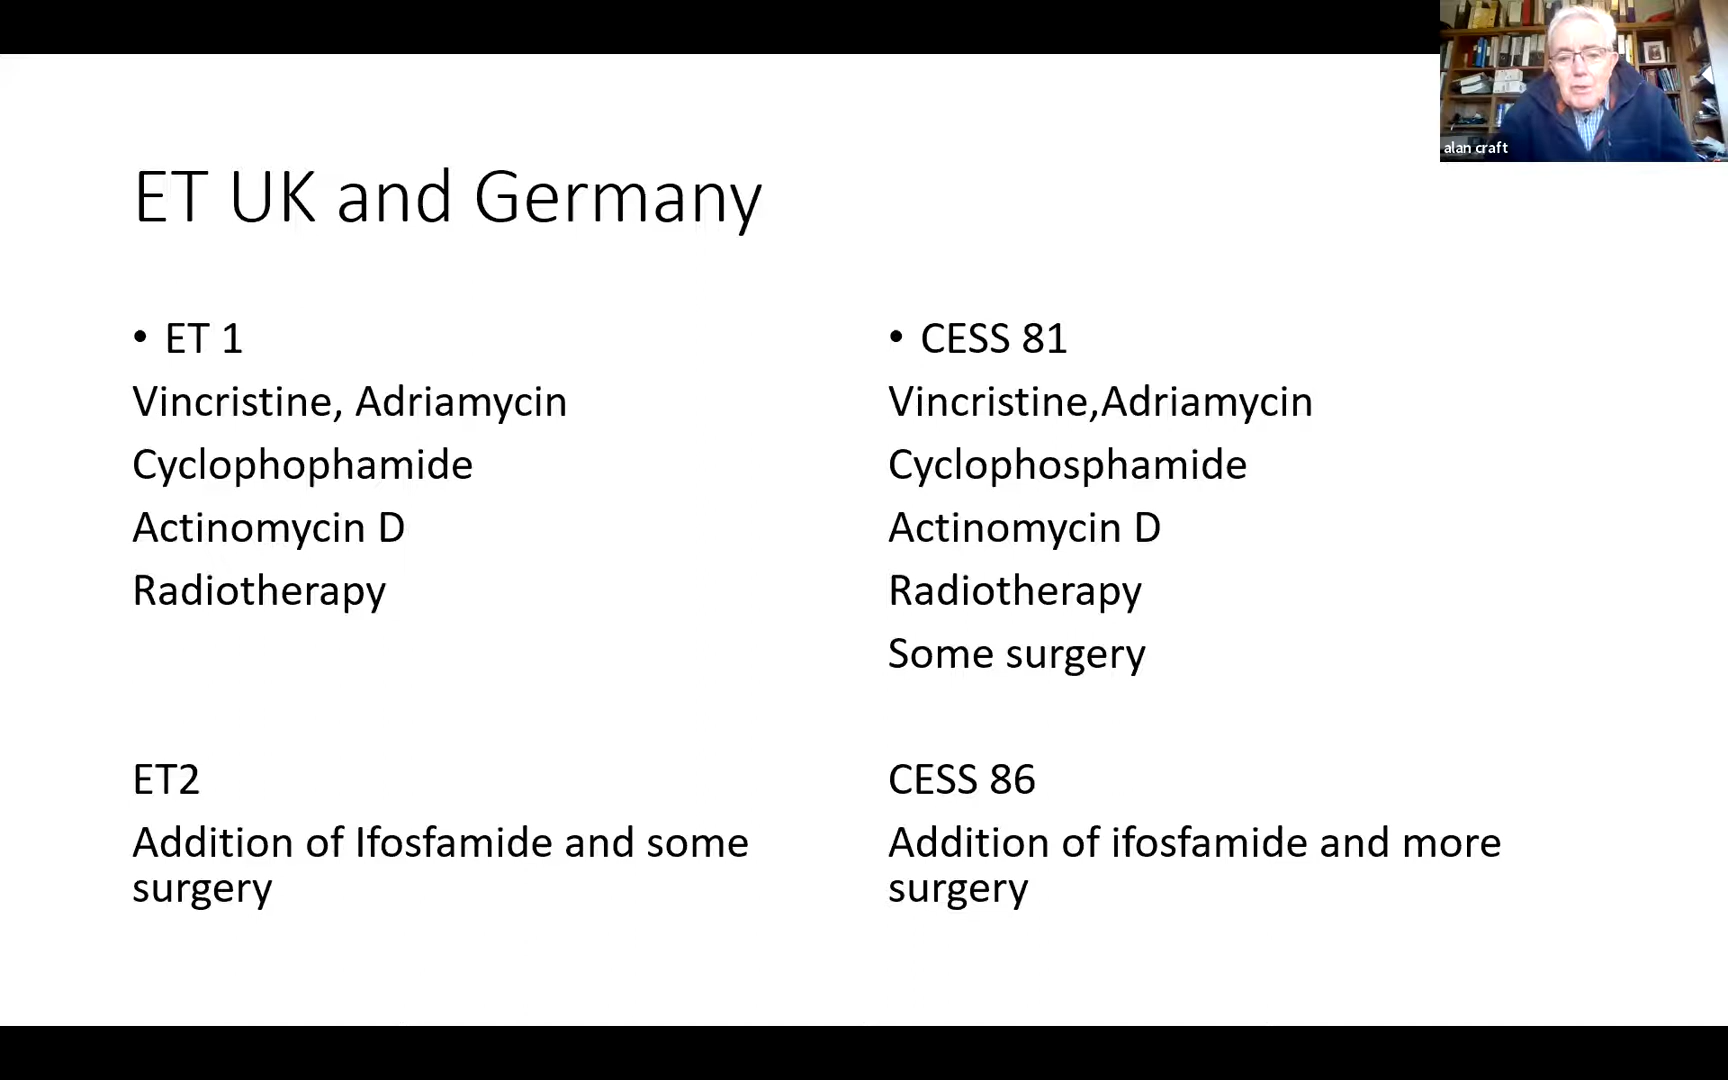 alan craft
ET UK and Germany
• ET 1
Vincristine, Adriamycin
Cyclophophamide
Actinomycin D
Radiotherapy
ET2
Addition of Ifosfamide and some
surgery
• CESS 81
Vincristine,Adriamycin
Cyclophosphamide
Actinomycin D
Radiotherapy
Some surgery
CESS 86
Addition of ifosfamide and more
surgery